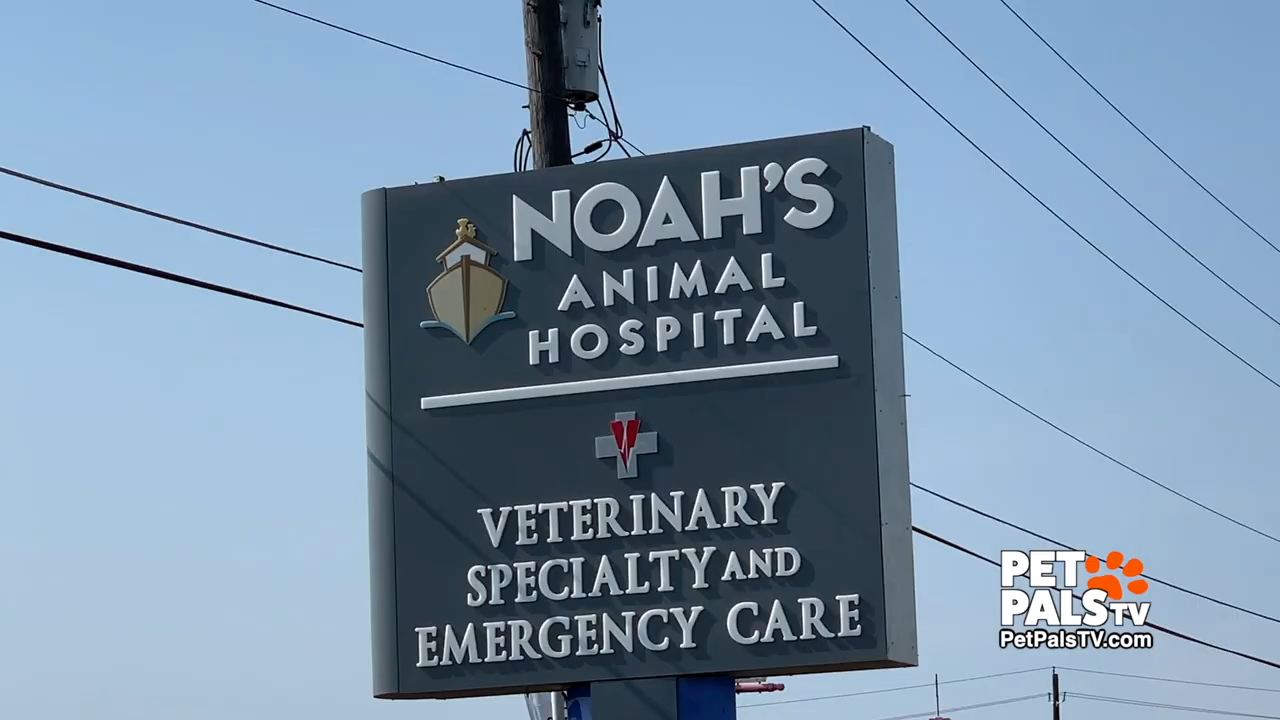 NOAH'S
ANIMAL
HOSPITAL
VETERINARY
SPECIALTY AND
EMERGENCY CARE
PET
PALS TV
PetPalsTV.com